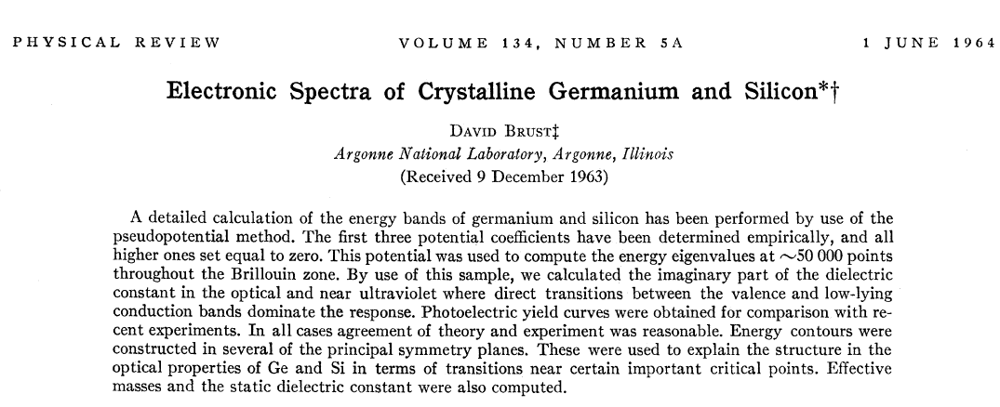 PHYSICAL REVIEW VOLUME 134, NUMBER 5A 1 JUNE 1964
Electronic Spectra of Crystalline Germanium and Silicon*†
DAVID BRUST‡
Argonne National Laboratory, Argonne, Illinois
(Received 9 December 1963)
A detailed calculation of the energy bands of germanium and silicon has been performed by use of the
pseudopotential method. The first three potential coefficients have been determined empirically, and all
higher ones set equal to zero. This potential was used to compute the energy eigenvalues at ∼50 000 points
throughout the Brillouin zone. By use of this sample, we calculated the imaginary part of the dielectric
constant in the optical and near ultraviolet where direct transitions between the valence and low-lying
conduction bands dominate the response. Photoelectric yield curves were obtained for comparison with re-
cent experiments. In all cases agreement of theory and experiment was reasonable. Energy contours were
constructed in several of the principal symmetry planes. These were used to explain the structure in the
optical properties of Ge and Si in terms of transitions near certain important critical points. Effective
masses and the static dielectric constant were also computed.